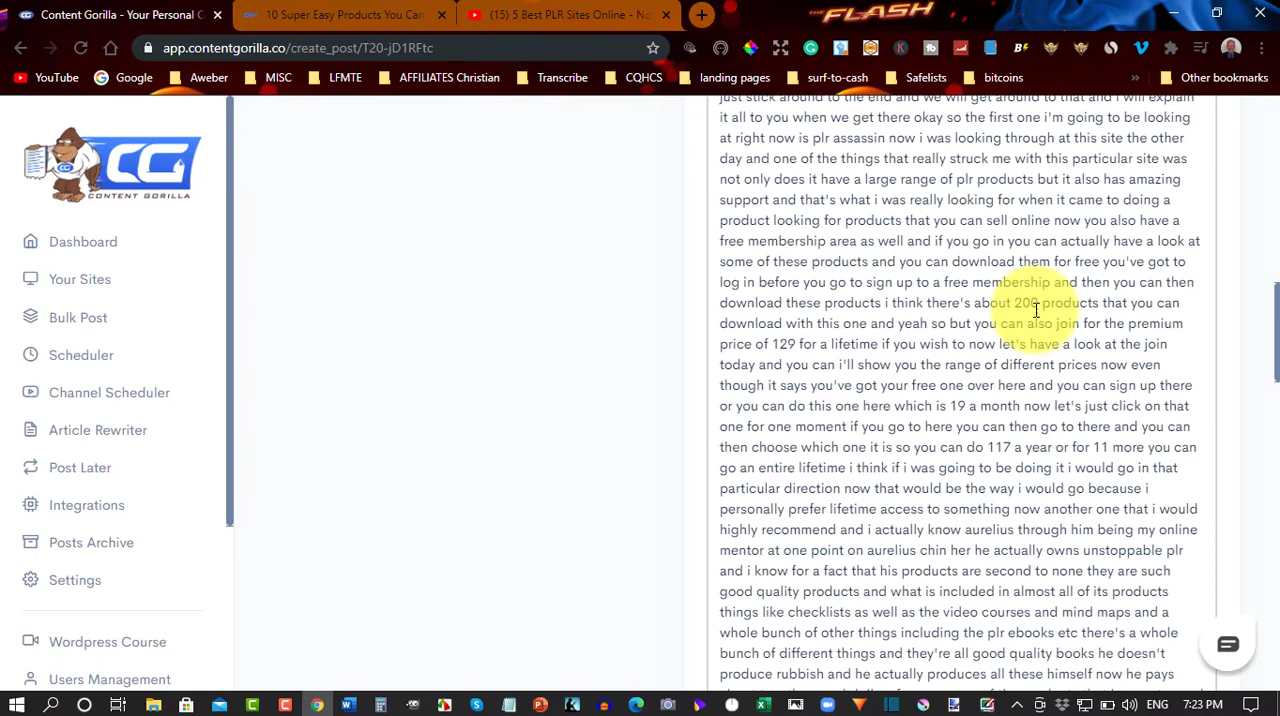 THE FLASH
Content Gorilla - Your Personal C
10 Super Easy Products You Can
(15) 5 Best PLR Sites Online - No
app.contentgorilla.co/create_post/T20-jD1RFtc
YouTube
Google
Aweber
MISC
LFMTE
AFFILIATES Christian
Transcribe
CQHCS
landing pages
surf-to-cash
Safelists
bitcoins
Other bookmarks
CG
CONTENT GORILLA
Dashboard
Your Sites
Bulk Post
Scheduler
Channel Scheduler
Article Rewriter
Post Later
Integrations
Posts Archive
Settings
Wordpress Course
Users Management
just stick around to the end and we will get around to that and i will explain
it all to you when we get there okay so the first one i'm going to be looking
at right now is plr assassin now i was looking through at this site the other
day and one of the things that really struck me with this particular site was
not only does it have a large range of plr products but it also has amazing
support and that's what i was really looking for when it came to doing a
product looking for products that you can sell online now you also have a
free membership area as well and if you go in you can actually have a look at
some of these products and you can download them for free you've got to
log in before you go to sign up to a free membership and then you can then
download these products i think there's about 200 products that you can
download with this one and yeah so but you can also join for the premium
price of 129 for a lifetime if you wish to now let's have a look at the join
today and you can i'll show you the range of different prices now even
though it says you've got your free one over here and you can sign up there
or you can do this one here which is 19 a month now let's just click on that
one for one moment if you go to here you can then go to there and you can
then choose which one it is so you can do 117 a year or for 11 more you can
go an entire lifetime i think if i was going to be doing it i would go in that
particular direction now that would be the way i would go because i
personally prefer lifetime access to something now another one that i would
highly recommend and i actually know aurelius through him being my online
mentor at one point on aurelius chin her he actually owns unstoppable plr
and i know for a fact that his products are second to none they are such
good quality products and what is included in almost all of its products
things like checklists as well as the video courses and mind maps and a
whole bunch of other things including the plr ebooks etc there's a whole
bunch of different things and they're all good quality books he doesn't
produce rubbish and he actually produces all these himself now he pays
ENG
7:23 PM